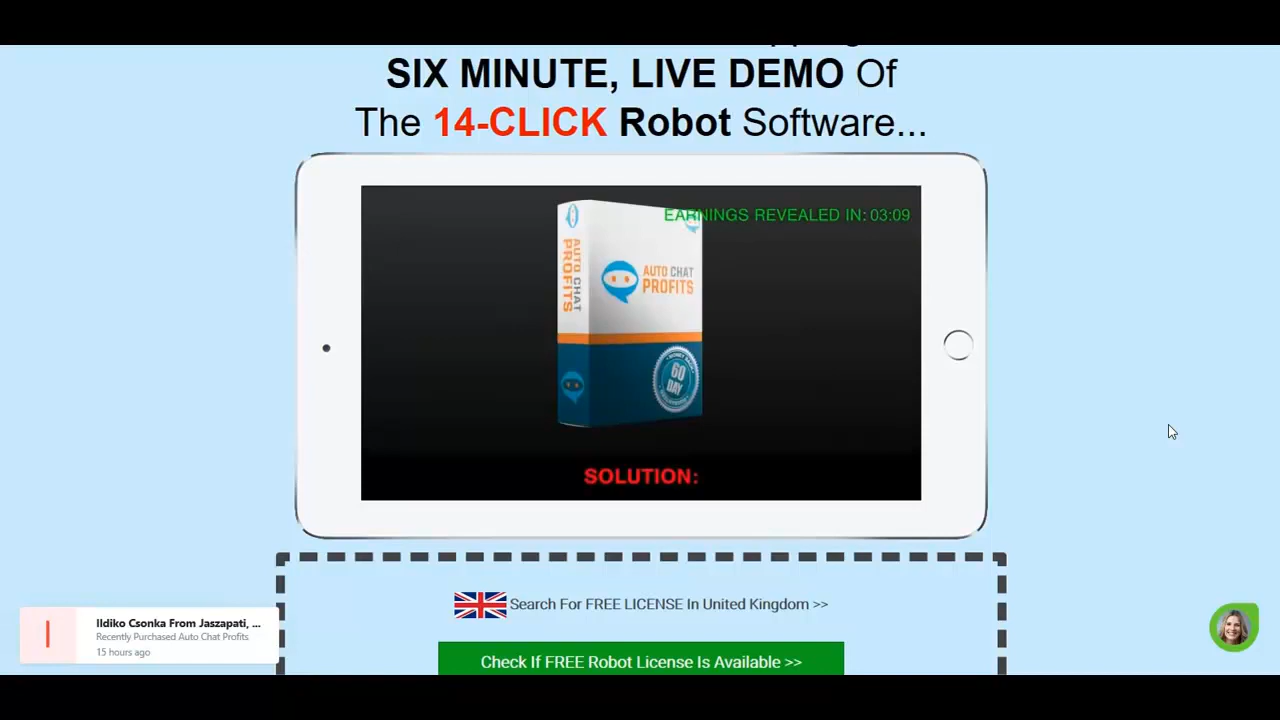 SIX MINUTE, LIVE DEMO Of
The 14-CLICK Robot Software...
EARNINGS REVEALED IN: 03:09
AUTO CHAT
PROFITS
AUTO CHAT
PROFITS
MONEY BACK
60
DAY
SOLUTION:
Search For FREE LICENSE In United Kingdom >>
Check If FREE Robot License Is Available >>
Ildiko Csonka From Jaszapati, ...
Recently Purchased Auto Chat Profits
15 hours ago
I